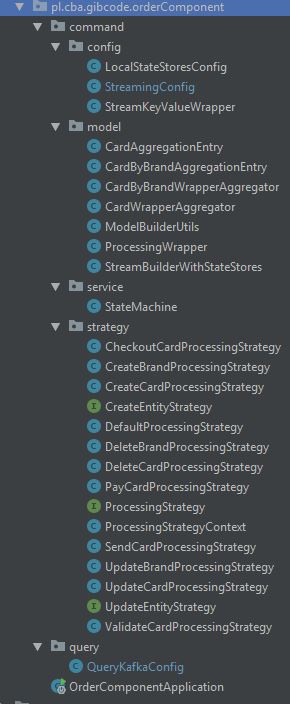 pl.cba.gibcode.orderComponent
command
config
LocalStateStoresConfig
StreamingConfig
StreamKeyValueWrapper
model
CardAggregationEntry
CardByBrandAggregationEntry
CardByBrandWrapperAggregator
CardWrapperAggregator
ModelBuilderUtils
ProcessingWrapper
StreamBuilderWithStateStores
service
StateMachine
strategy
CheckoutCardProcessingStrategy
CreateBrandProcessingStrategy
CreateCardProcessingStrategy
CreateEntityStrategy
DefaultProcessingStrategy
DeleteBrandProcessingStrategy
DeleteCardProcessingStrategy
PayCardProcessingStrategy
ProcessingStrategy
ProcessingStrategyContext
SendCardProcessingStrategy
UpdateBrandProcessingStrategy
UpdateCardProcessingStrategy
UpdateEntityStrategy
ValidateCardProcessingStrategy
query
QueryKafkaConfig
OrderComponentApplication